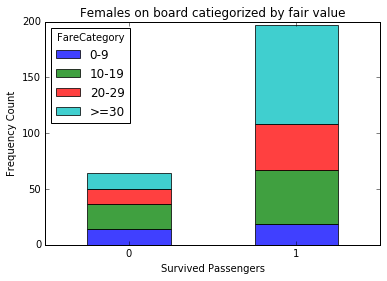 Females on board catiegorized by fair value
FareCategory
0-9
10-19
20-29
>=30
200
150
100
50
0
Frequency Count
0 1
Survived Passengers